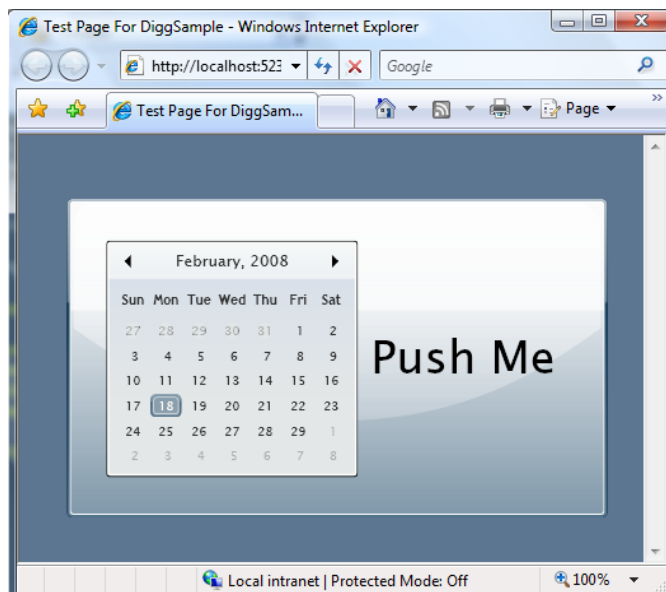 Test Page For DiggSample - Windows Internet Explorer
http://localhost:523
Google
Test Page For DiggSam...
Page
February, 2008
Sun Mon Tue Wed Thu Fri Sat
27 28 29 30 31 1 2
3 4 5 6 7 8 9
10 11 12 13 14 15 16
17 18 19 20 21 22 23
24 25 26 27 28 29 1
2 3 4 5 6 7 8
Push Me
Local intranet | Protected Mode: Off
100%